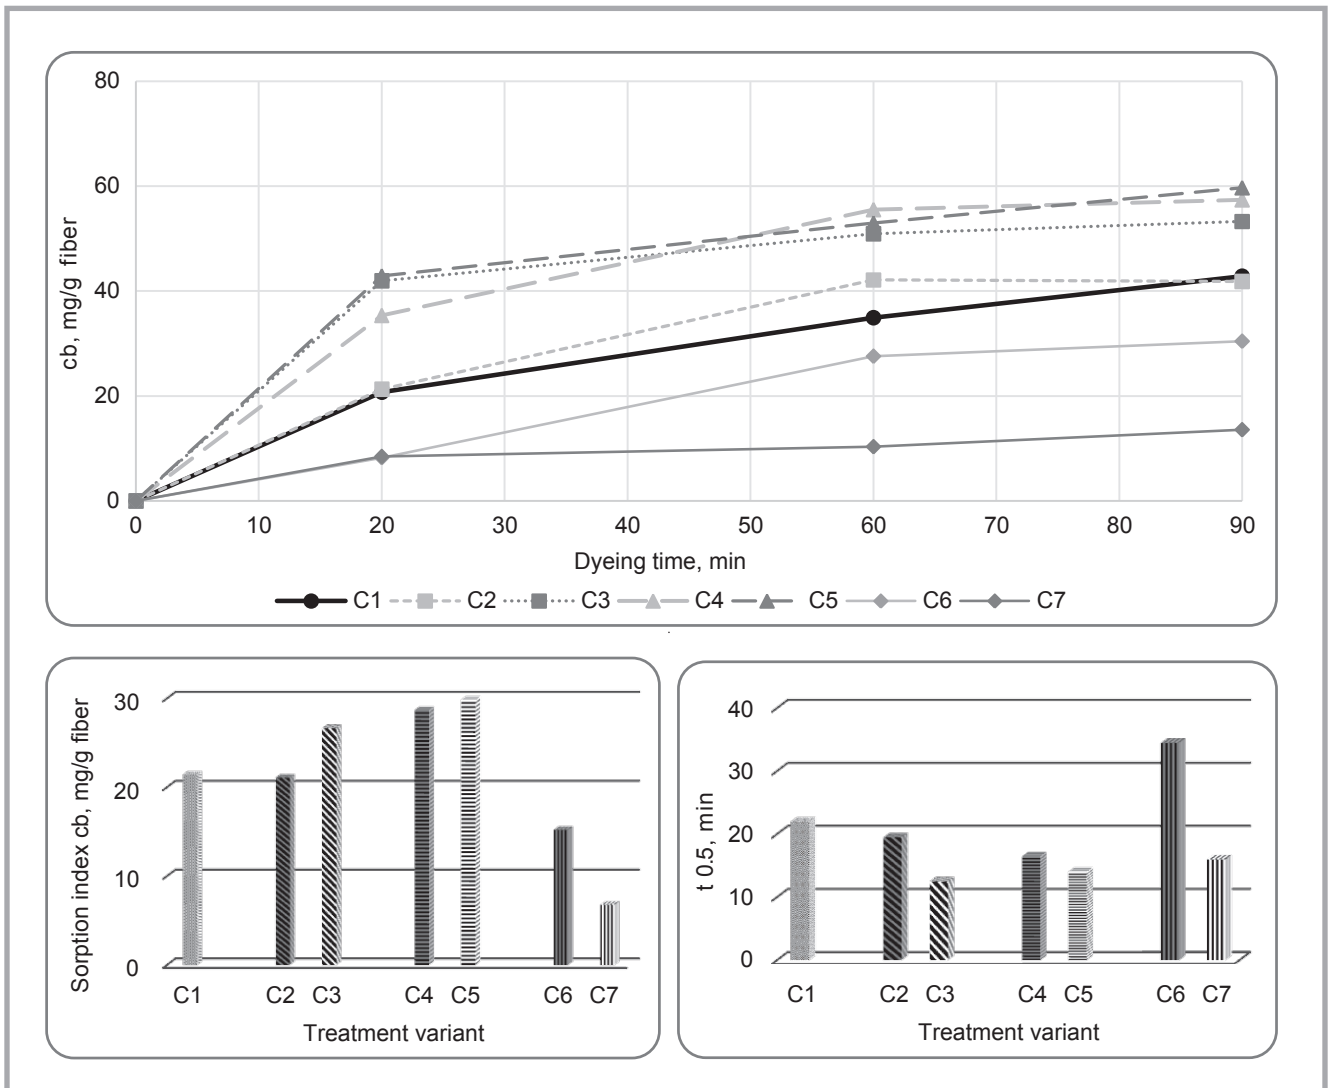 80
60
40
20
0
cb, mg/g fiber
0 10 20 30 40 50 60 70 80 90
Dyeing time, min
C1 C2 C3 C4 C5 C6 C7
30
20
10
0
Sorption index cb, mg/g fiber
C1 C2 C3 C4 C5 C6 C7
Treatment variant
40
30
20
10
0
t 0.5, min
C1 C2 C3 C4 C5 C6 C7
Treatment variant